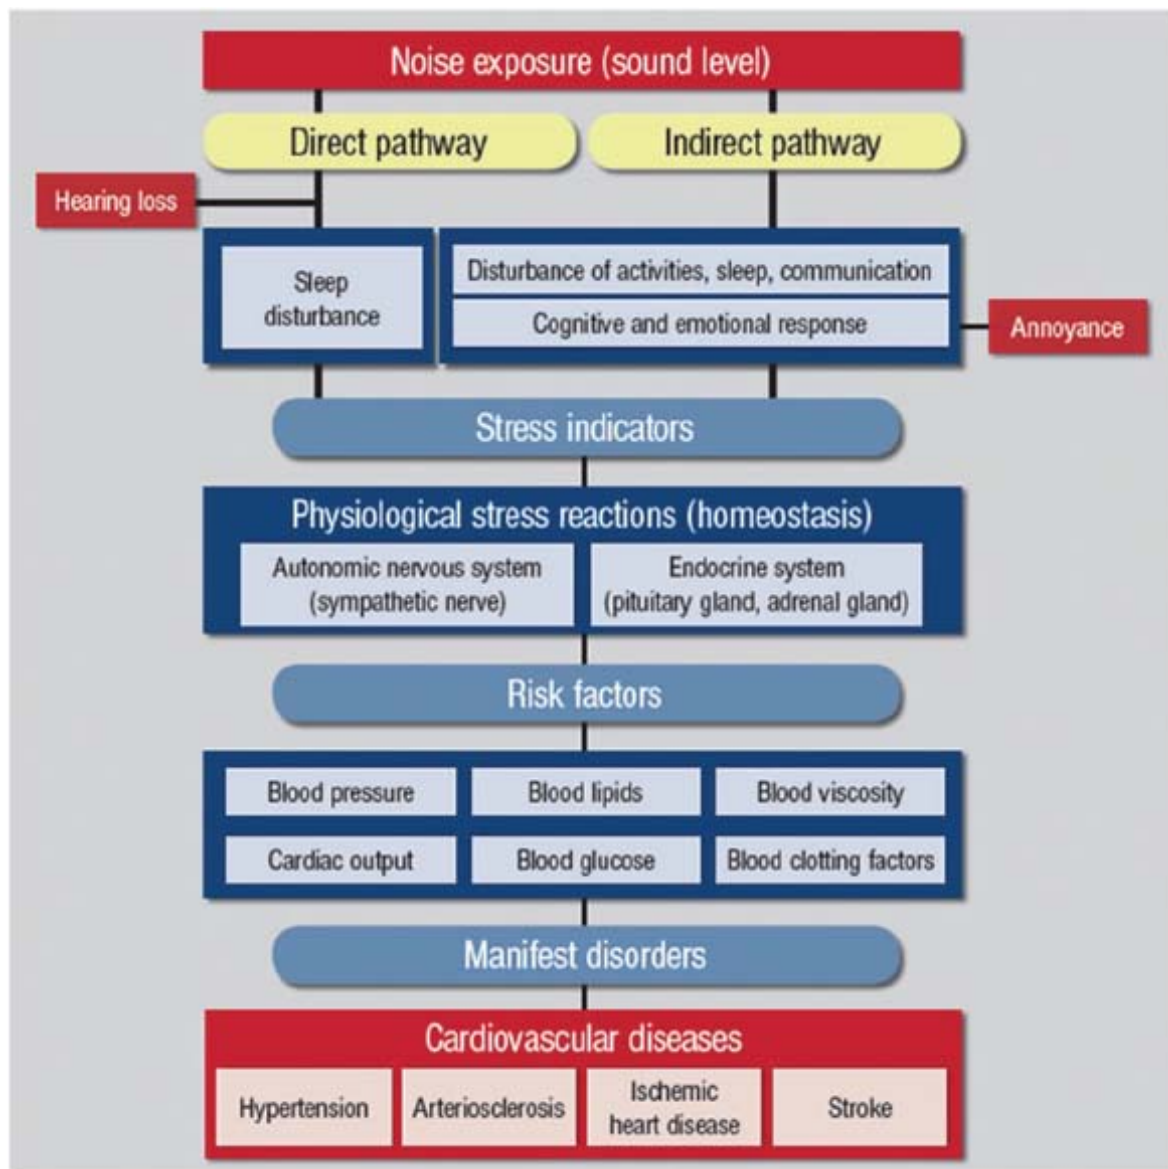 Noise exposure (sound level)
Direct pathway
Indirect pathway
Hearing loss
Sleep
disturbance
Disturbance of activities, sleep, communication
Cognitive and emotional response
Annoyance
Stress indicators
Physiological stress reactions (homeostasis)
Autonomic nervous system
(sympathetic nerve)
Endocrine system
(pituitary gland, adrenal gland)
Risk factors
Blood pressure
Blood lipids
Blood viscosity
Cardiac output
Blood glucose
Blood clotting factors
Manifest disorders
Cardiovascular diseases
Hypertension
Arteriosclerosis
Ischemic
heart disease
Stroke